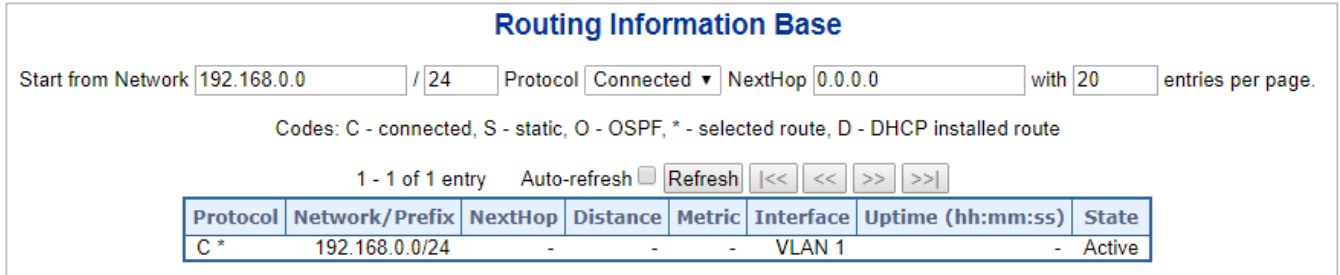 Routing Information Base
Start from Network 192.168.0.0 / 24 Protocol Connected ▾ NextHop 0.0.0.0 with 20 entries per page.
Codes: C - connected, S - static, O - OSPF, * - selected route, D - DHCP installed route
1 - 1 of 1 entry Auto-refresh Refresh |<< << >> >>|
Protocol Network/Prefix NextHop Distance Metric Interface Uptime (hh:mm:ss) State
C * 192.168.0.0/24 - - - VLAN 1 - Active